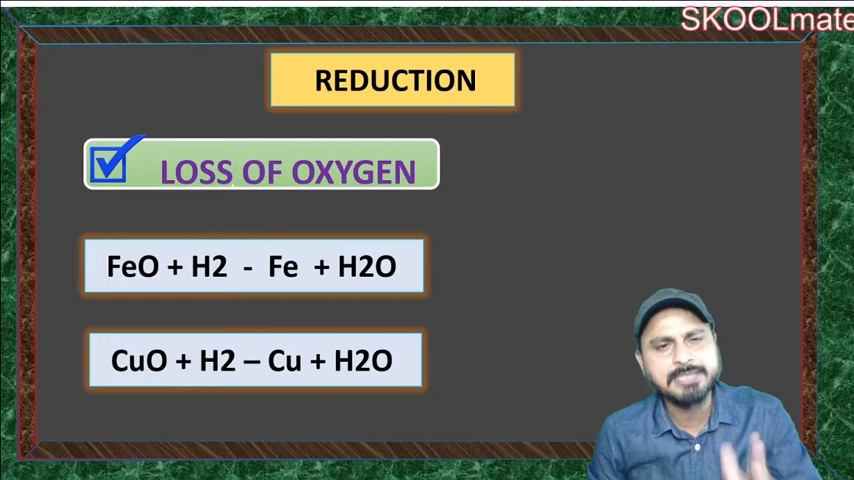 SKOOLmate
REDUCTION
LOSS OF OXYGEN
FeO + H2 - Fe + H2O
CuO + H2 – Cu + H2O